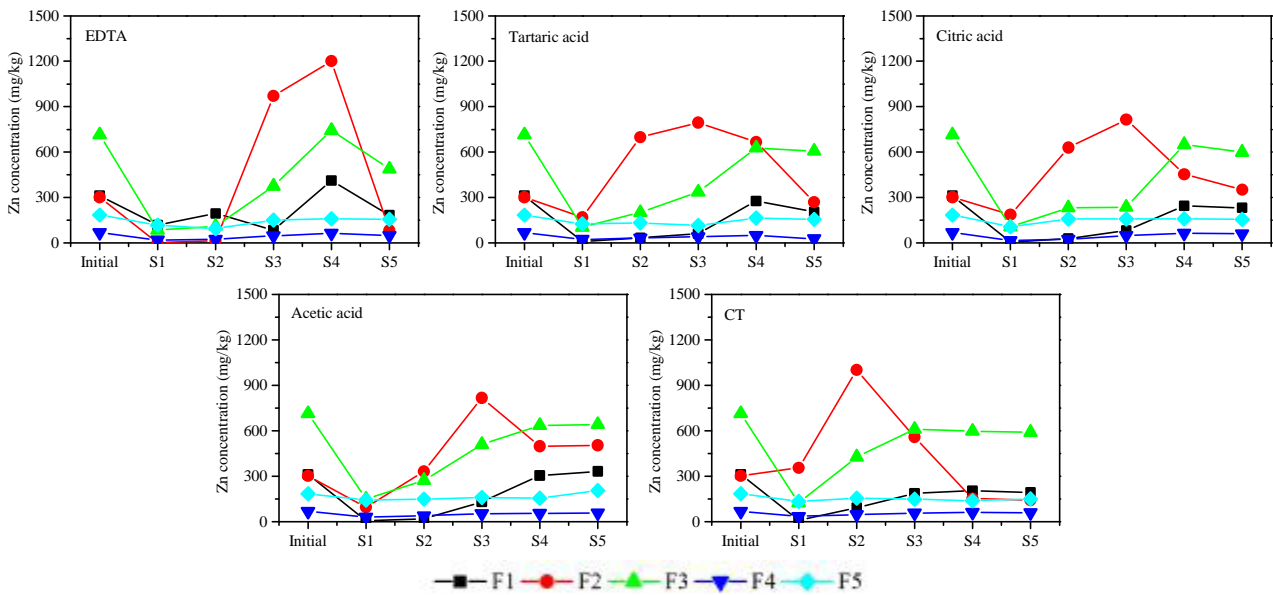 EDTA
Zn concentration (mg/kg)
1500
1200
900
600
300
0
Initial S1 S2 S3 S4 S5
Tartaric acid
Zn concentration (mg/kg)
1500
1200
900
600
300
0
Initial S1 S2 S3 S4 S5
Citric acid
Zn concentration (mg/kg)
1500
1200
900
600
300
0
Initial S1 S2 S3 S4 S5
Acetic acid
Zn concentration (mg/kg)
1500
1200
900
600
300
0
Initial S1 S2 S3 S4 S5
CT
Zn concentration (mg/kg)
1500
1200
900
600
300
0
Initial S1 S2 S3 S4 S5
F1 F2 F3 F4 F5